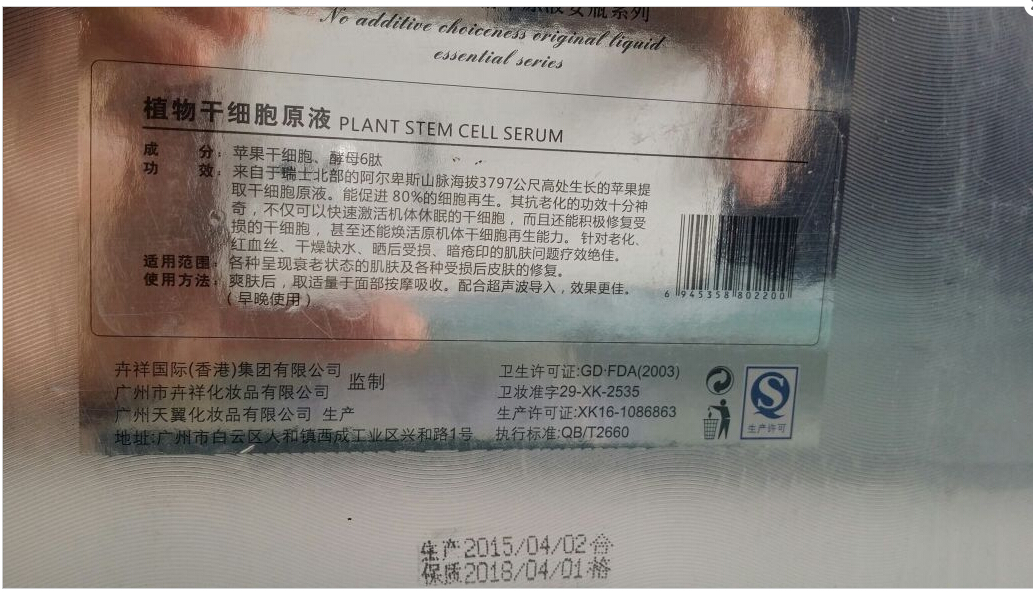 No additive choiceness original liquid
essential series
植物干细胞原液 PLANT STEM CELL SERUM
成 分：苹果干细胞、酵母6肽
功 效：来自于瑞士北部的阿尔卑斯山脉海拔3797公尺高处生长的苹果提
取干细胞原液。能促进 80%的细胞再生。其抗老化的功效十分神
奇，不仅可以快速激活机体休眠的干细胞，而且还能积极修复受
损的干细胞，甚至还能焕活原机体干细胞再生能力。针对老化、
红血丝、干燥缺水、晒后受损、暗疮印的肌肤问题疗效绝佳。
适用范围：各种呈现衰老状态的肌肤及各种受损后皮肤的修复。
使用方法：爽肤后，取适量于面部按摩吸收。配合超声波导入，效果更佳。
（早晚使用）
6 945358 802200
卉祥国际(香港)集团有限公司
广州市卉祥化妆品有限公司 监制
广州天翼化妆品有限公司 生产
地址:广州市白云区人和镇西成工业区兴和路1号
卫生许可证:GD·FDA(2003)
卫妆准字29-XK-2535
生产许可证:XK16-1086863
执行标准:QB/T2660
生产许可
生产2015/04/02合
保质2018/04/01格